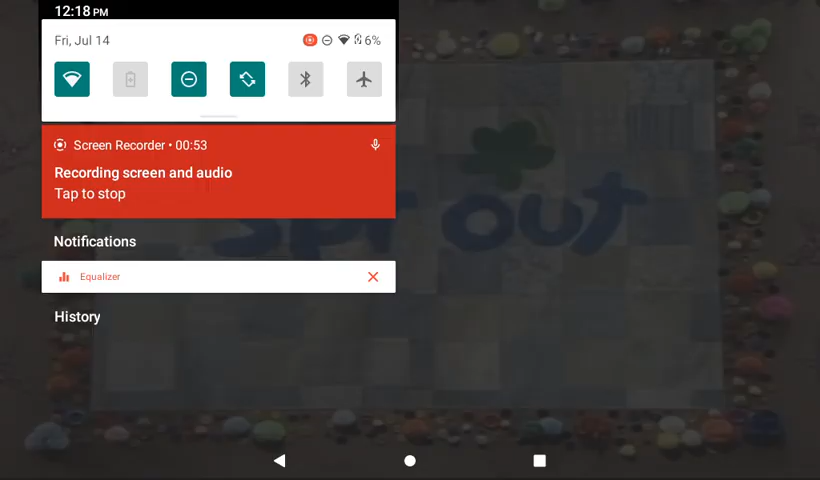 12:18 PM
Fri, Jul 14
6%
Screen Recorder • 00:53
Recording screen and audio
Tap to stop
Notifications
Equalizer
History
Sprout